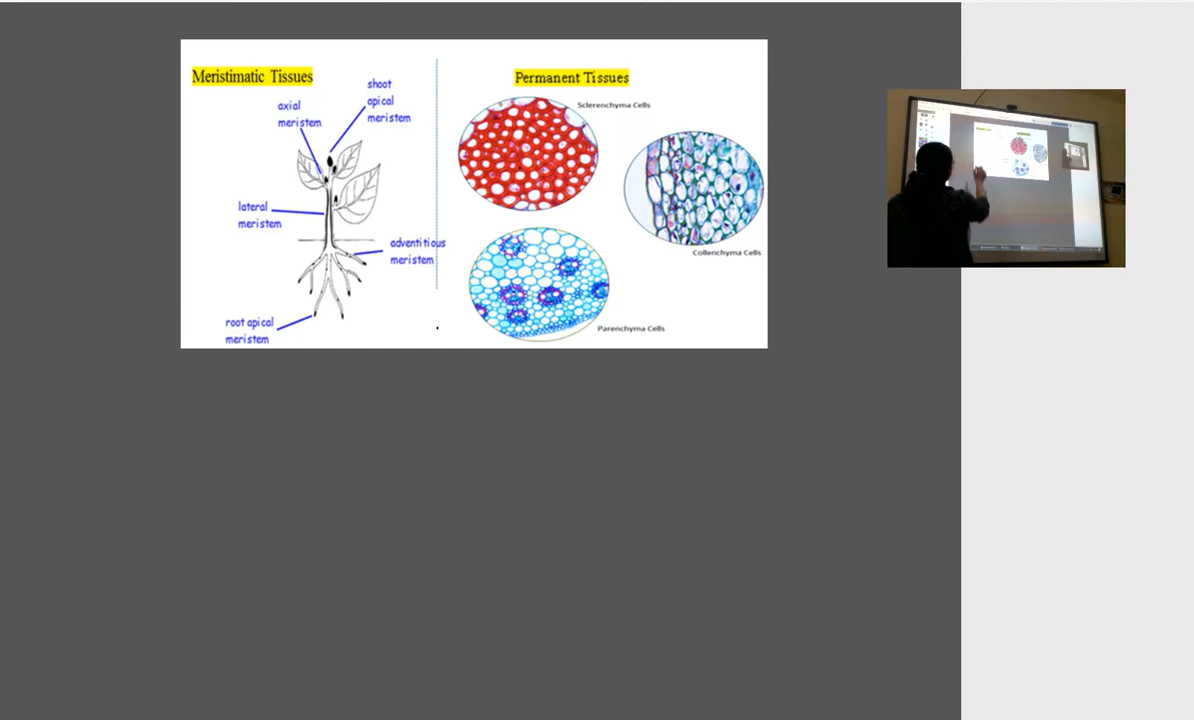 Meristimatic Tissues
shoot
apical
meristem
axial
meristem
lateral
meristem
adventitious
meristem
root apical
meristem
Permanent Tissues
Sclerenchyma Cells
Collenchyma Cells
Parenchyma Cells